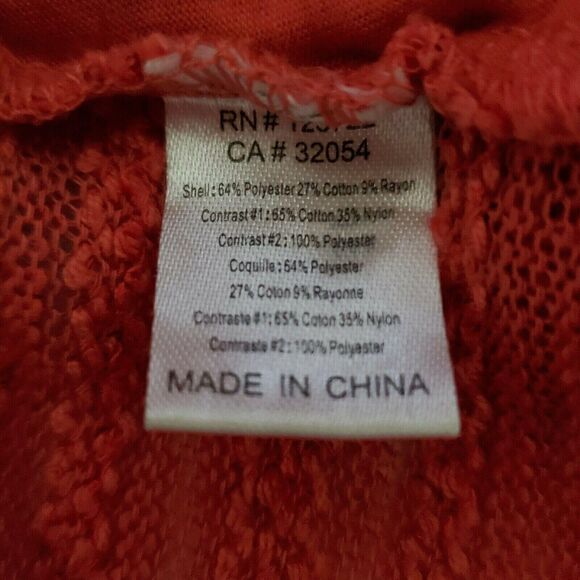 RN#
CA # 32054
Shell: 64% Polyester 27% Cotton 9% Rayon
Contrast #1: 65% Cotton 35% Nylon
Contrast #2: 100% Polyester
Coquille: 64% Polyester
27% Coton 9% Rayonne
Contraste #1: 65% Coton 35% Nylon
Contraste #2: 100% Polyester
MADE IN CHINA